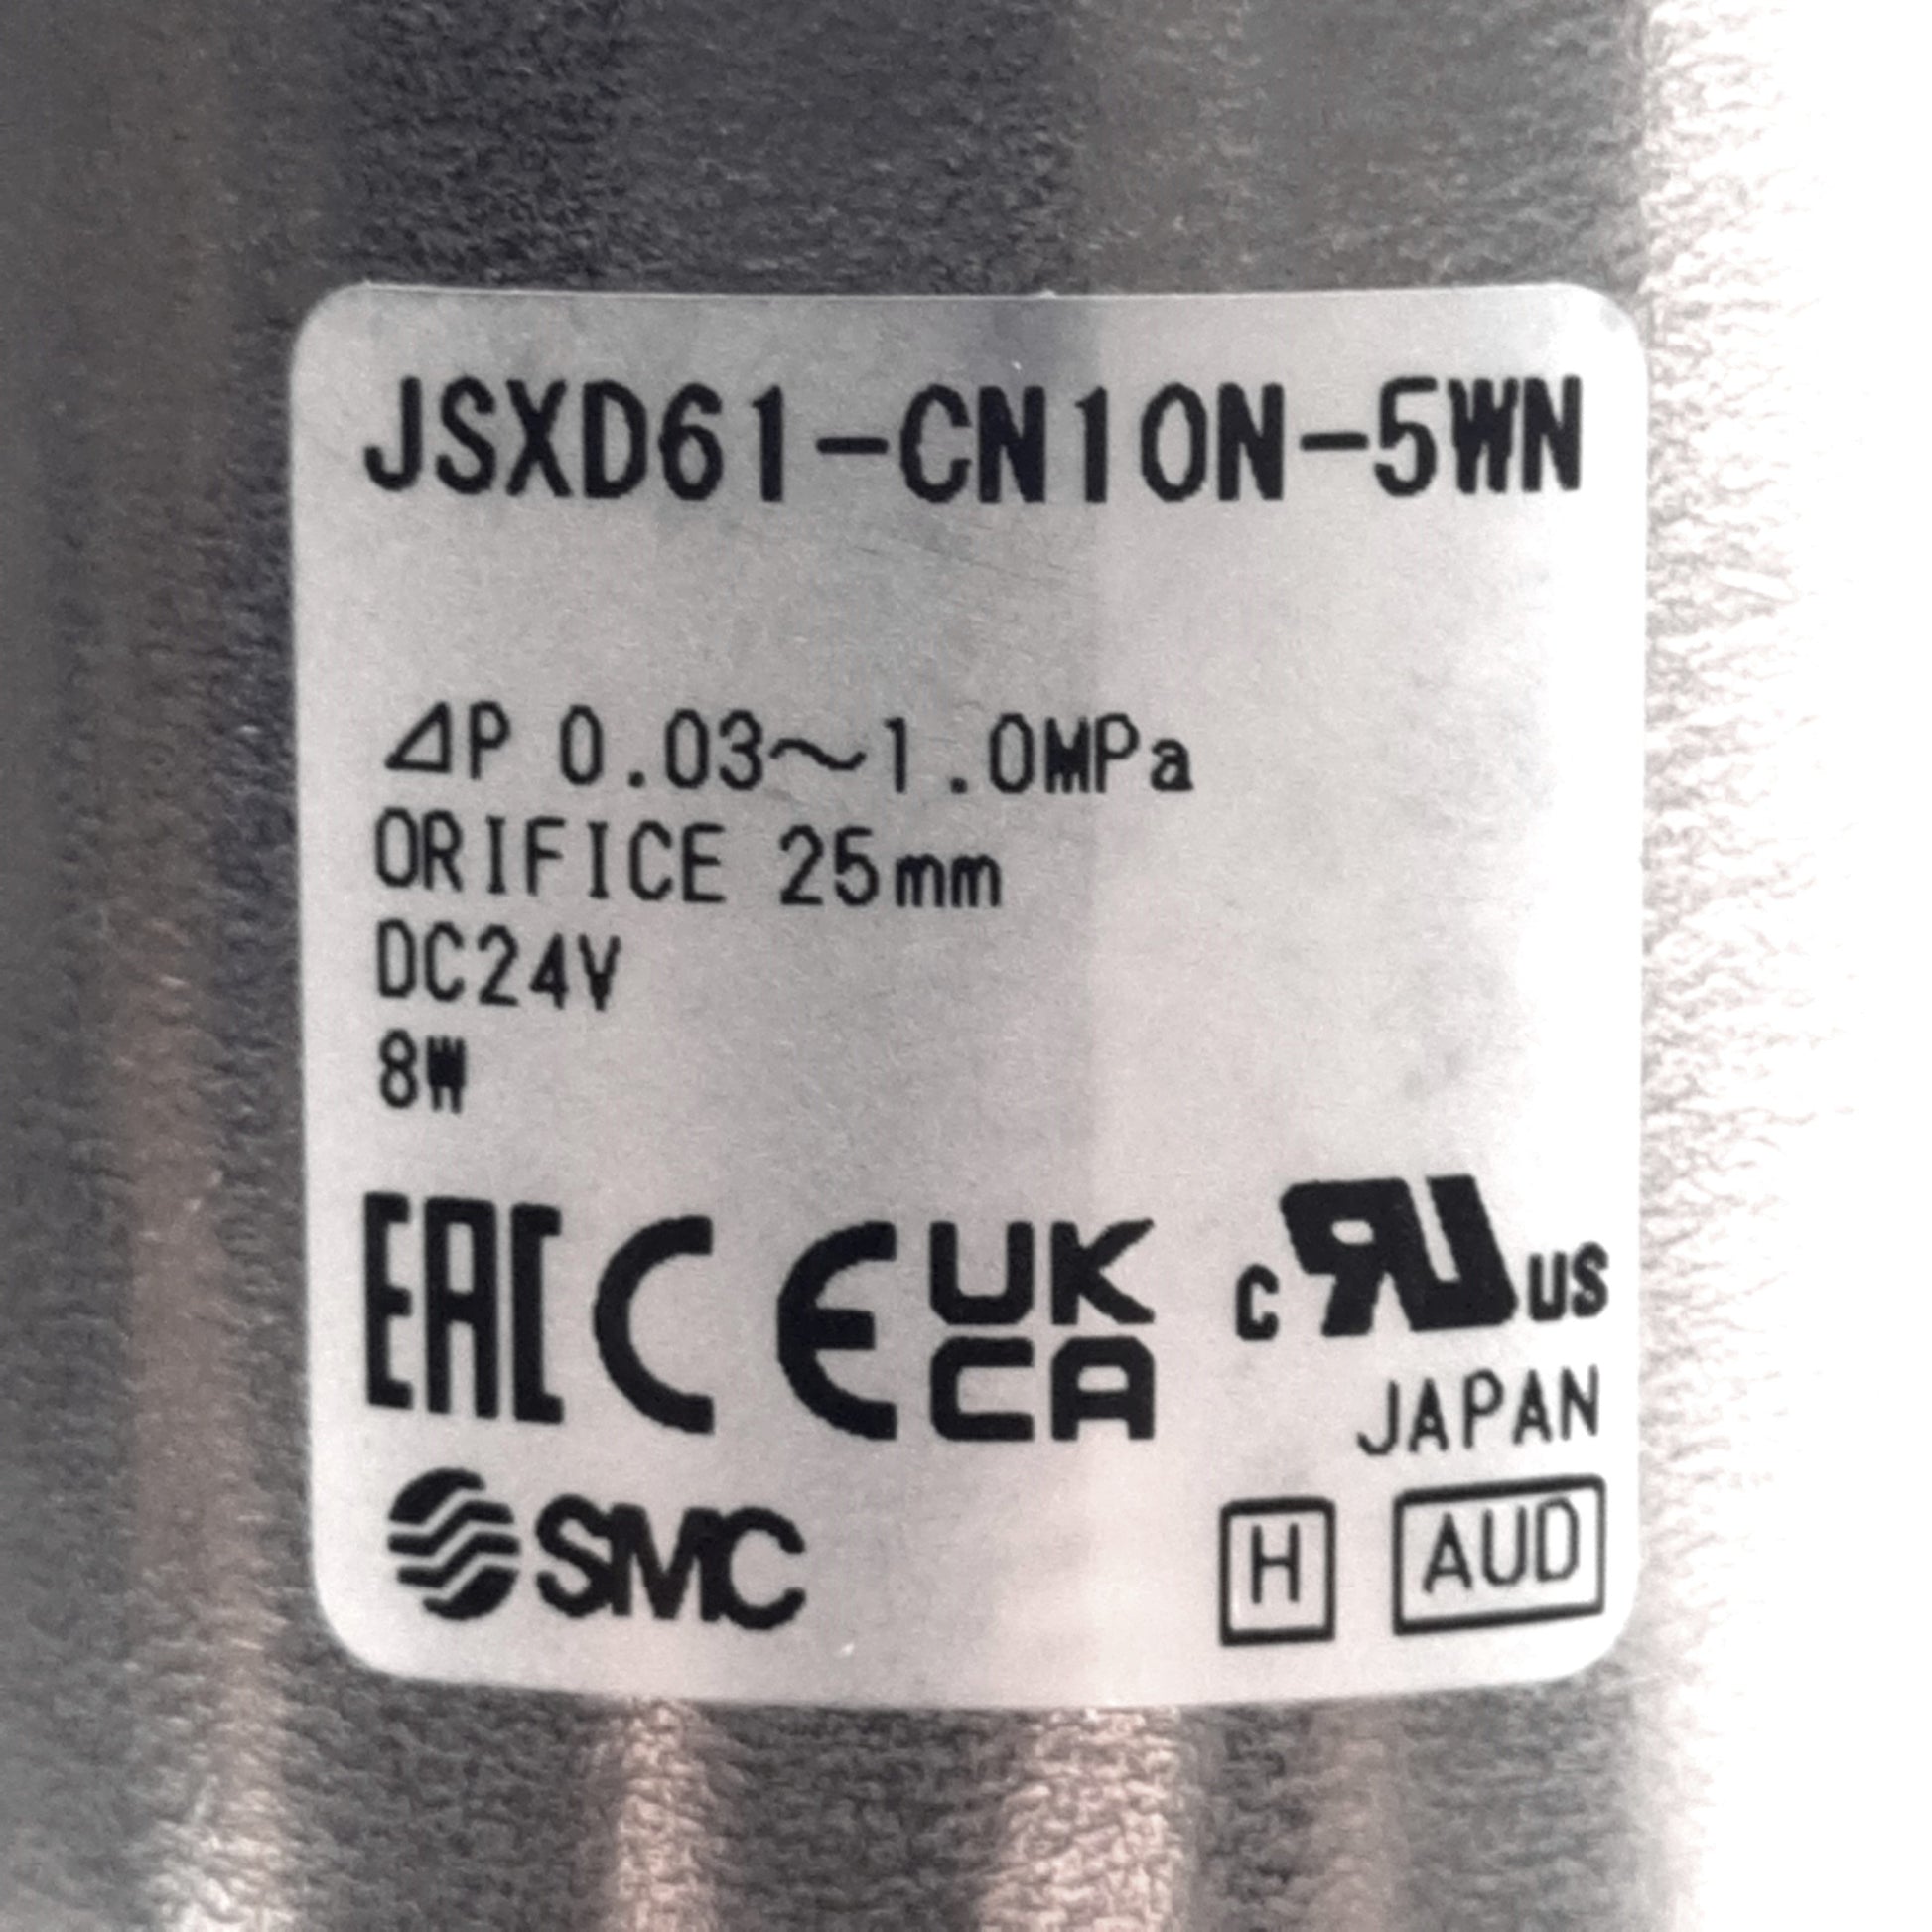 JSXD61-CN10N-5WN
⊿P 0.03~1.0MPa
ORIFICE 25mm
DC24V
8W
EAC CE UK CA c RU us
JAPAN
SMC H AUD